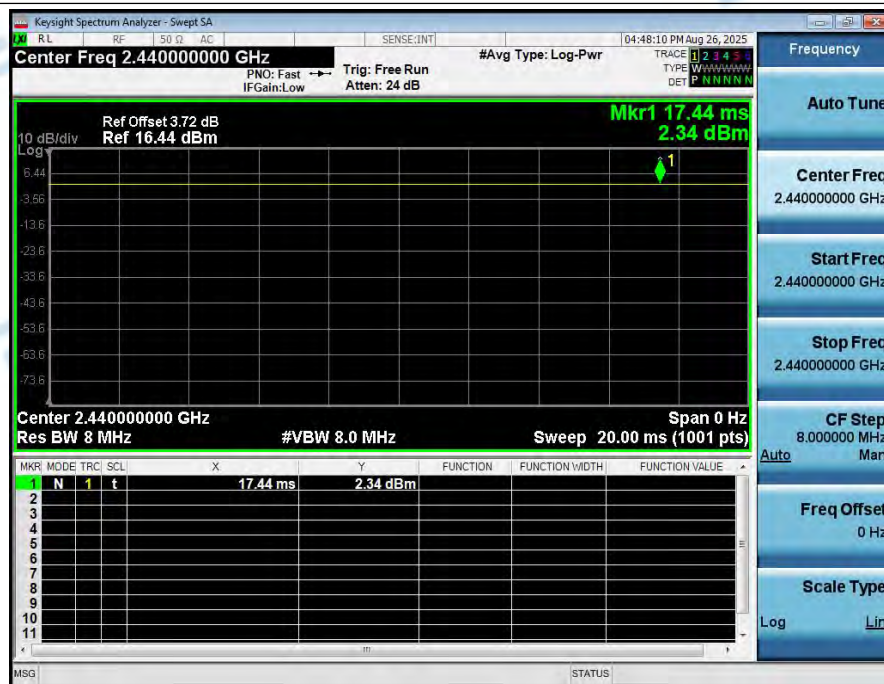 Keysight Spectrum Analyzer - Swept SA
LXI RL RF 50 Ω AC SENSE:INT 04:48:10 PM Aug 26, 2025
Center Freq 2.440000000 GHz
#Avg Type: Log-Pwr
TRACE 1 2 3 4 5 6
TYPE WWWWWW
DET P N N N N N
PNO: Fast
IFGain:Low
Trig: Free Run
Atten: 24 dB
Mkr1 17.44 ms
2.34 dBm
Ref Offset 3.72 dB
10 dB/div Ref 16.44 dBm
Log
1
6.44
-3.56
-13.6
-23.6
-33.6
-43.6
-53.6
-63.6
-73.6
Center 2.440000000 GHz Span 0 Hz
Res BW 8 MHz #VBW 8.0 MHz Sweep 20.00 ms (1001 pts)
MKR MODE TRC SCL X Y FUNCTION FUNCTION WIDTH FUNCTION VALUE
1 N 1 t 17.44 ms 2.34 dBm
2
3
4
5
6
7
8
9
10
11
MSG STATUS
Frequency
Auto Tune
Center Freq
2.440000000 GHz
Start Freq
2.440000000 GHz
Stop Freq
2.440000000 GHz
CF Step
8.000000 MHz
Auto Man
Freq Offset
0 Hz
Scale Type
Log Lin